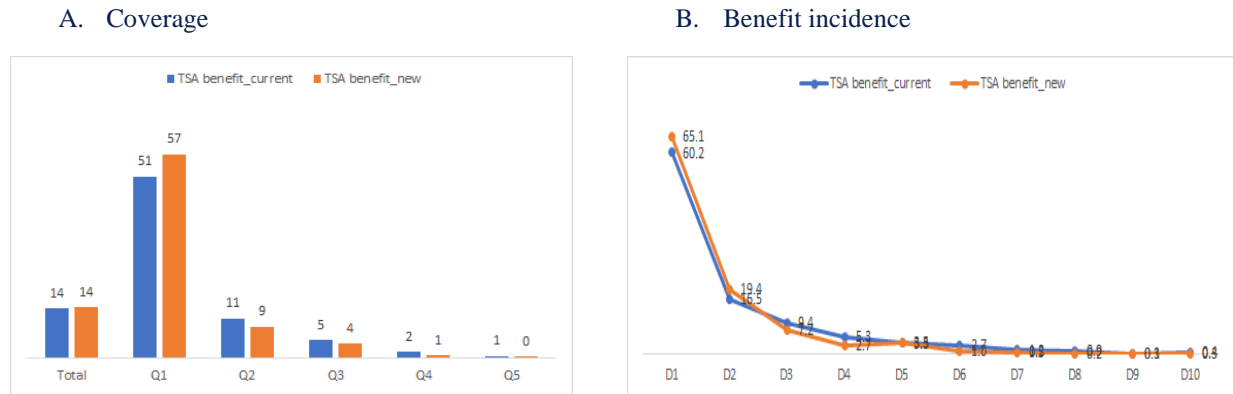 A. Coverage
TSA benefit_current TSA benefit_new
14 14
51 57
11 9
5 4
2 1
1 0
Total Q1 Q2 Q3 Q4 Q5
B. Benefit incidence
TSA benefit_current TSA benefit_new
65.1
60.2
19.4
16.5
9.4
7.2
5.3
2.7
2.7
D1 D2 D3 D4 D5 D6 D7 D8 D9 D10